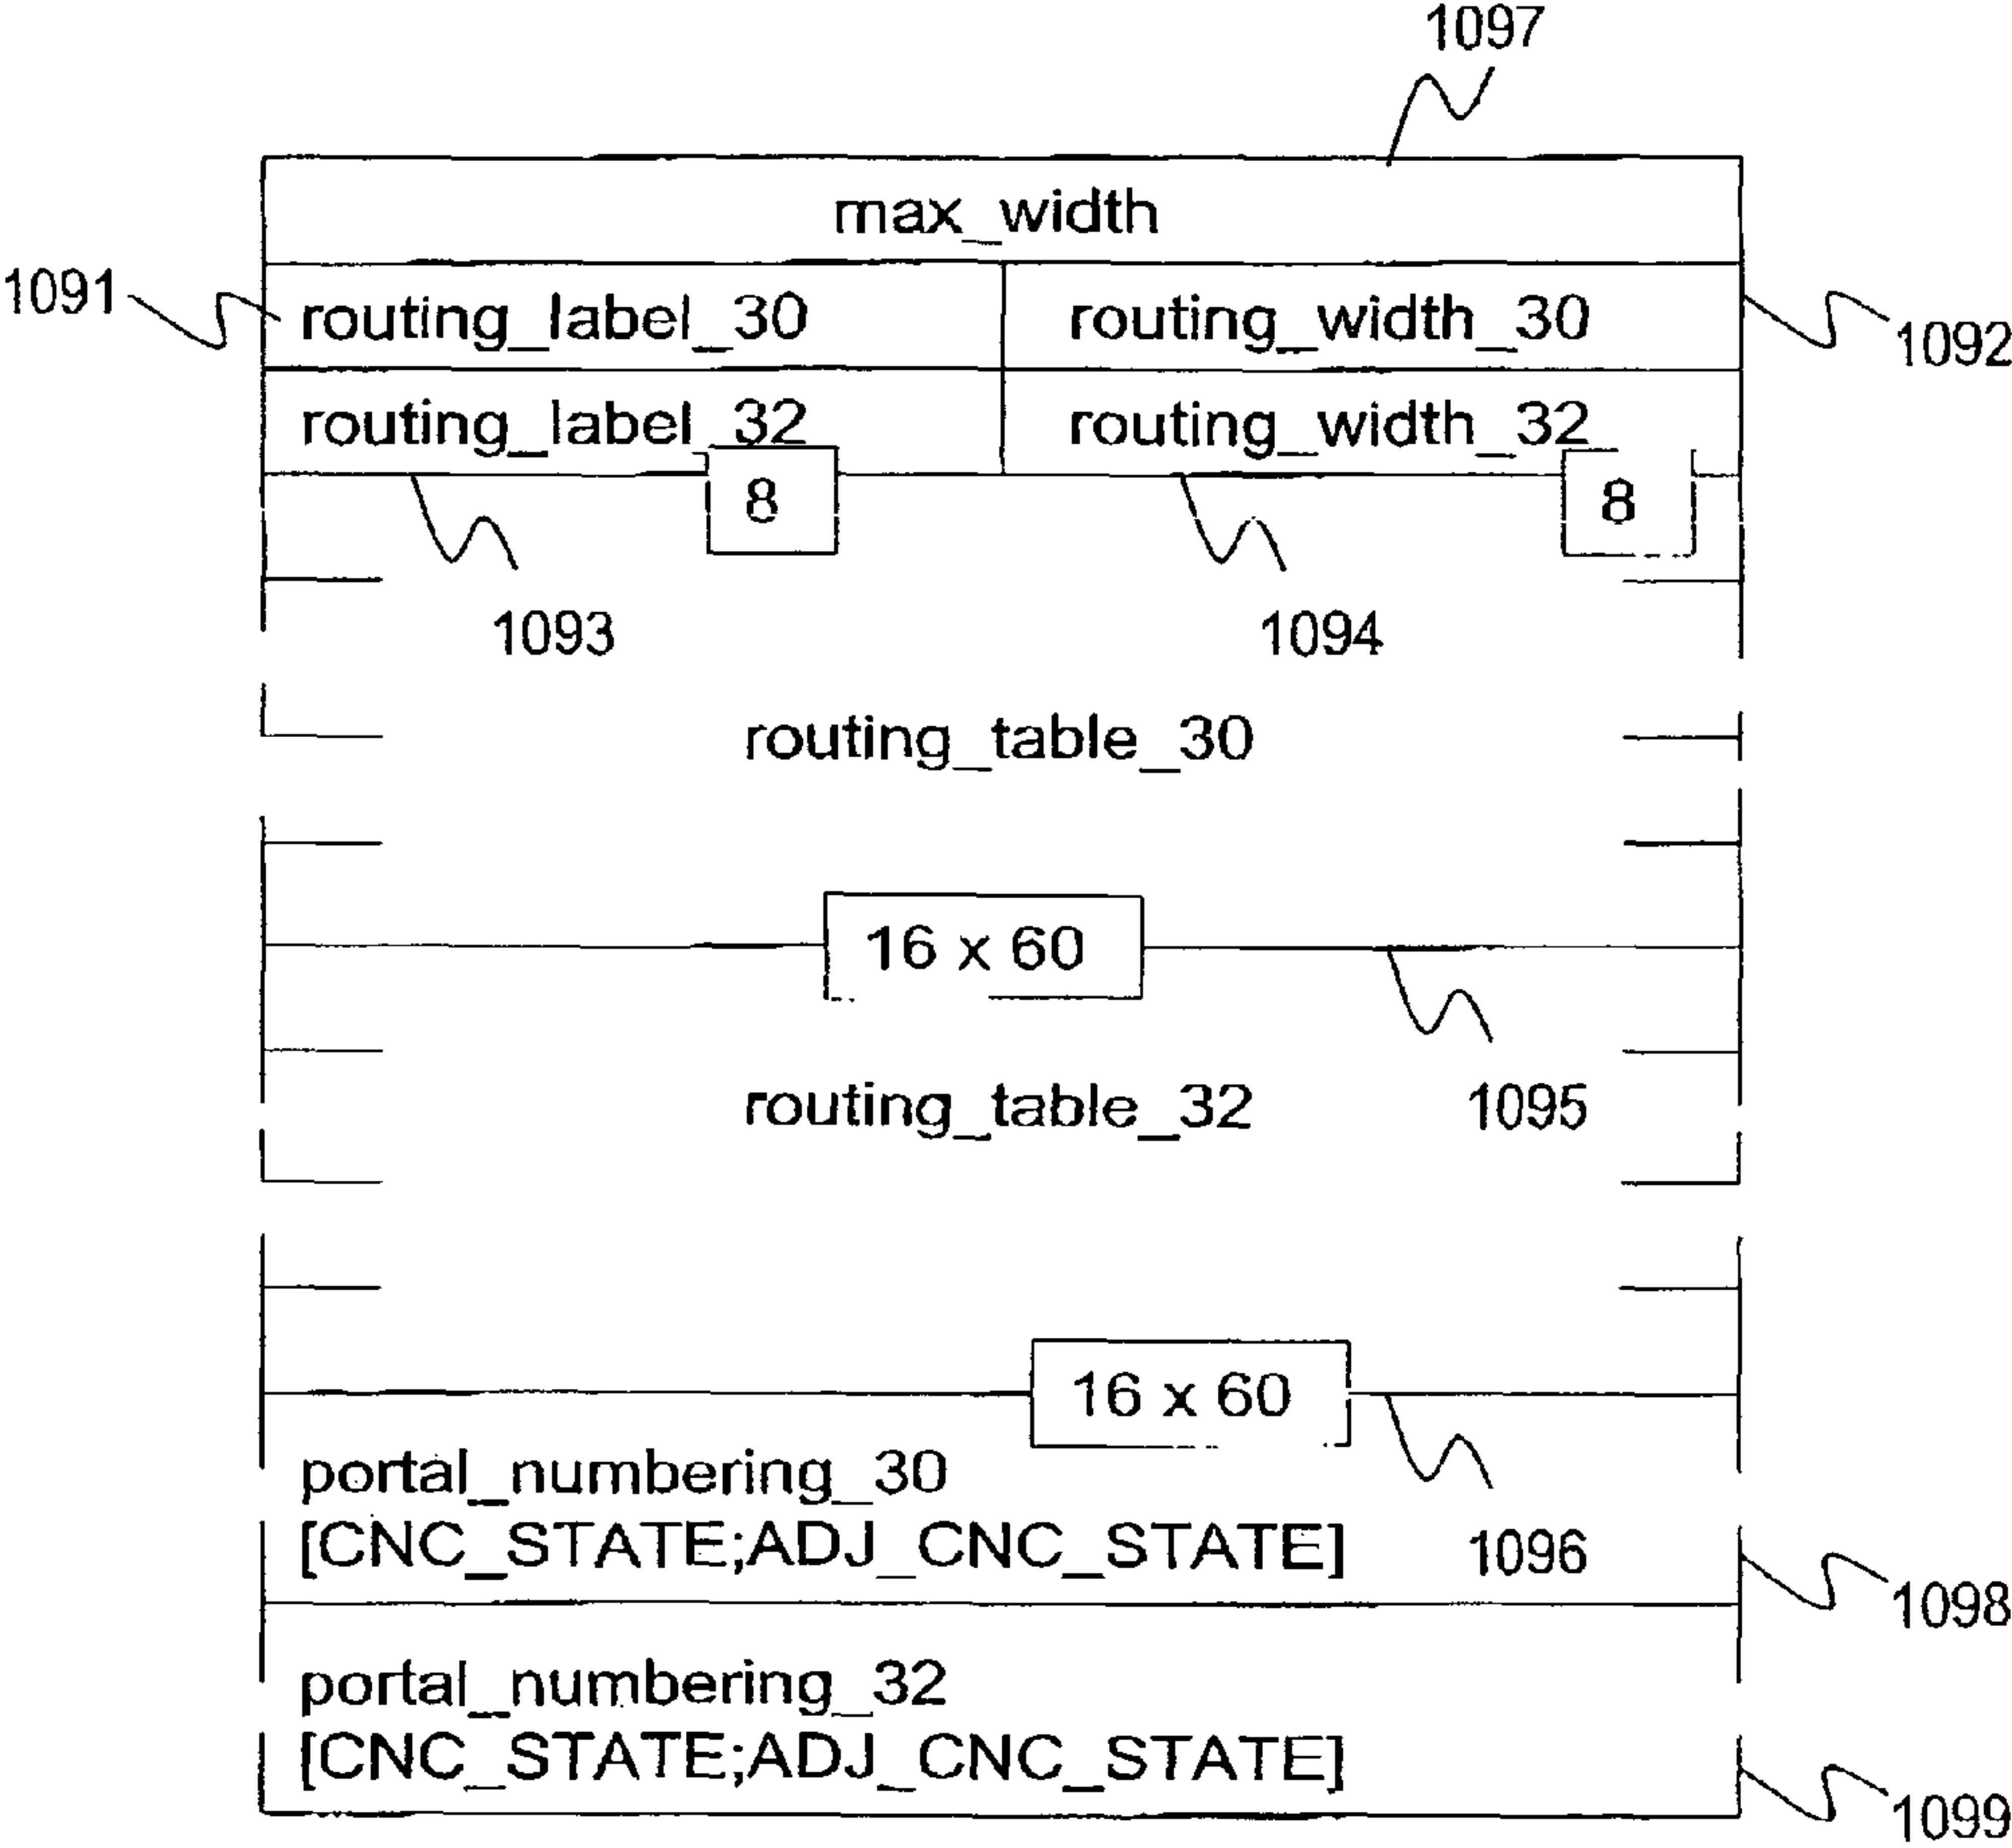 1097
max_width
1091 routing_label_30 routing_width_30 1092
routing_label_32 routing_width_32
8 8
1093 1094
routing_table_30
16 x 60
routing_table_32 1095
16 x 60
portal_numbering_30
[CNC_STATE;ADJ_CNC_STATE] 1096
1098
portal_numbering_32
[CNC_STATE;ADJ_CNC_STATE]
1099